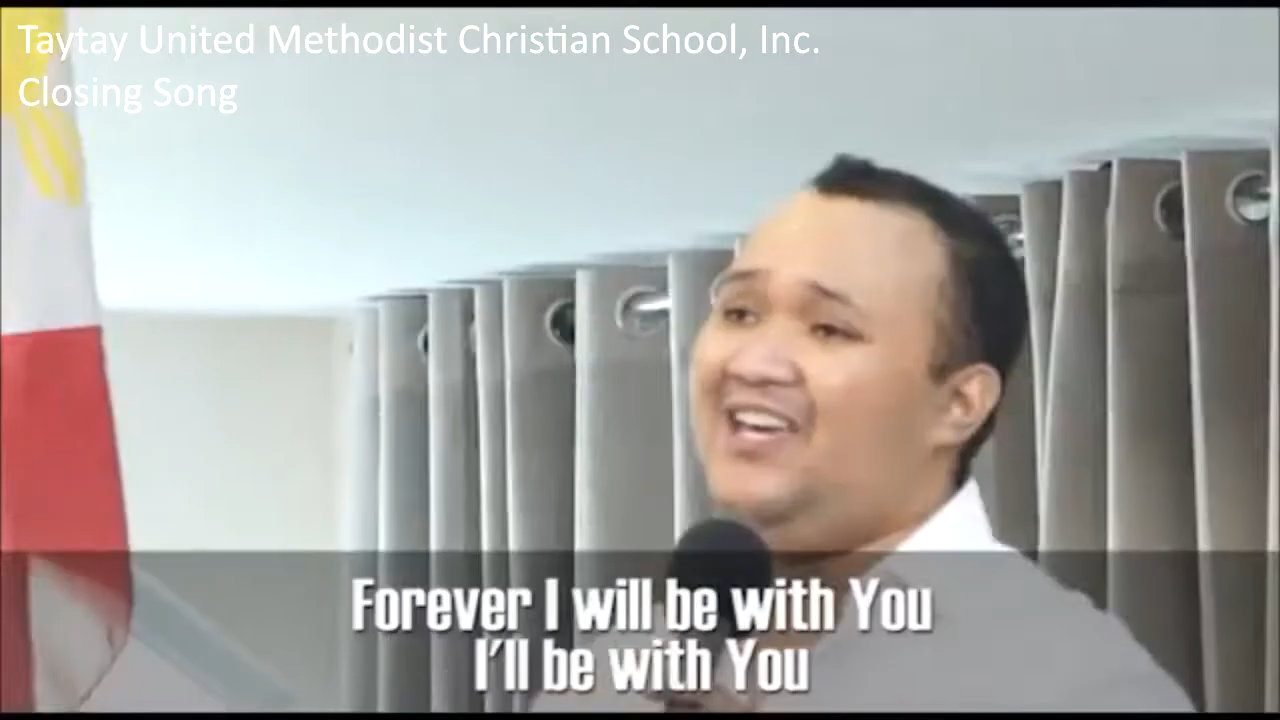 Taytay United Methodist Christian School, Inc.
Closing Song
Forever I will be with You
I'll be with You